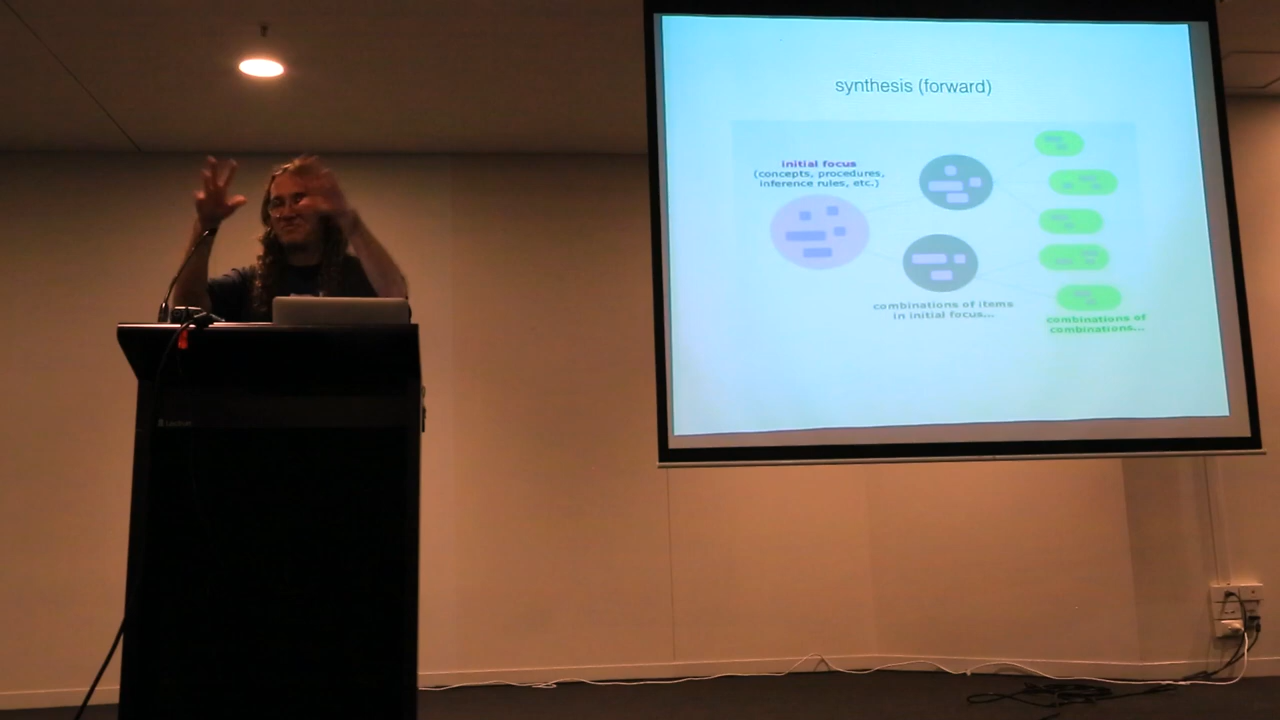 synthesis (forward)
initial focus
(concepts, procedures,
inference rules, etc.)
combinations of items
in initial focus...
combinations of
combinations...